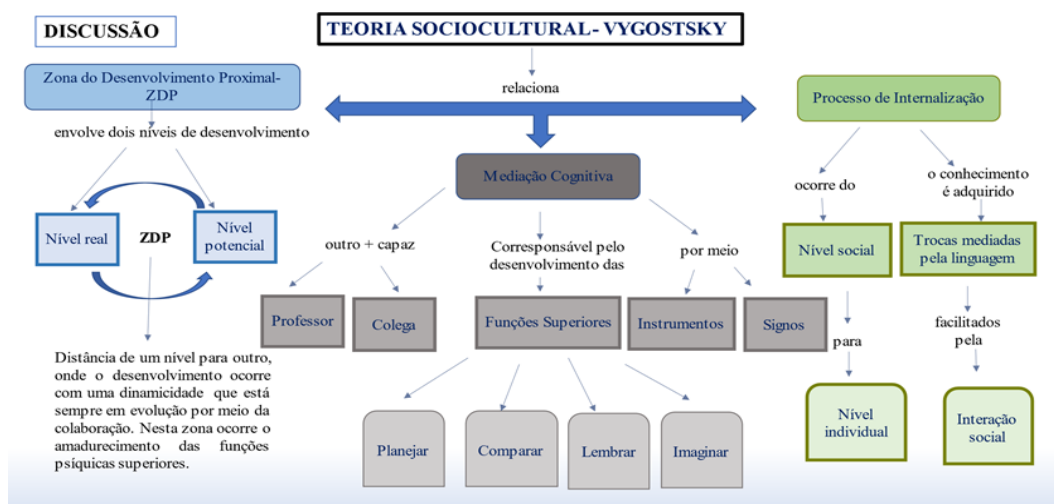 DISCUSSÃO
TEORIA SOCIOCULTURAL- VYGOSTSKY
relaciona
Zona do Desenvolvimento Proximal-
ZDP
envolve dois níveis de desenvolvimento
Nível real
ZDP
Nível
potencial
Distância de um nível para outro,
onde o desenvolvimento ocorre
com uma dinamicidade que está
sempre em evolução por meio da
colaboração. Nesta zona ocorre o
amadurecimento das funções
psíquicas superiores.
Mediação Cognitiva
outro + capaz
Professor
Colega
Corresponsável pelo
desenvolvimento das
Funções Superiores
Planejar
Comparar
Lembrar
Imaginar
por meio
Instrumentos
Signos
Processo de Internalização
ocorre do
Nível social
para
Nível
individual
o conhecimento
é adquirido
Trocas mediadas
pela linguagem
facilitados
pela
Interação
social